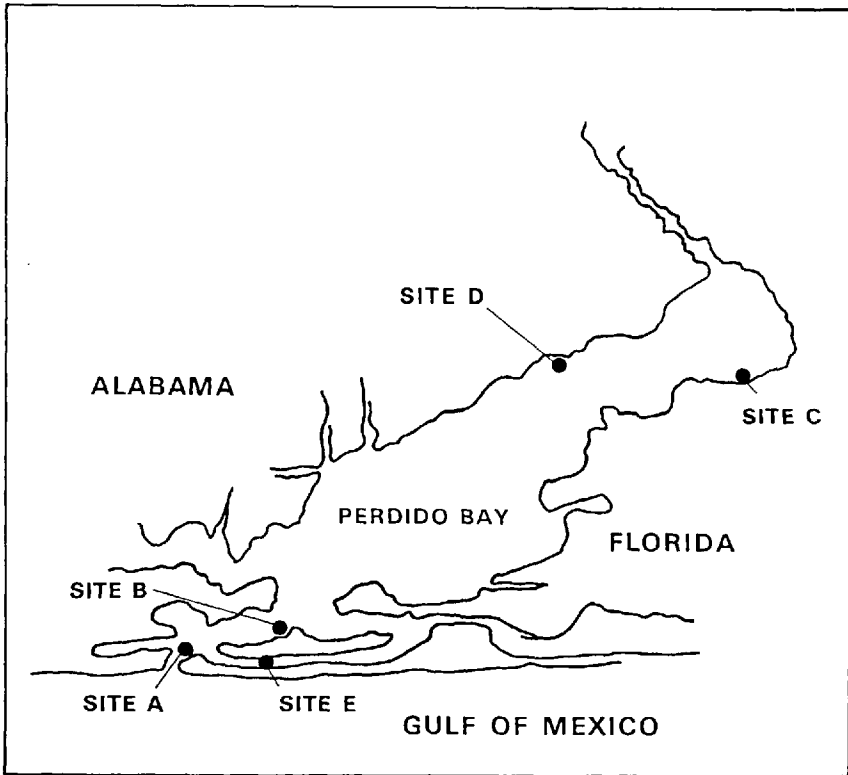 SITE D
ALABAMA
SITE C
PERDIDO BAY
FLORIDA
SITE B
SITE A
SITE E
GULF OF MEXICO